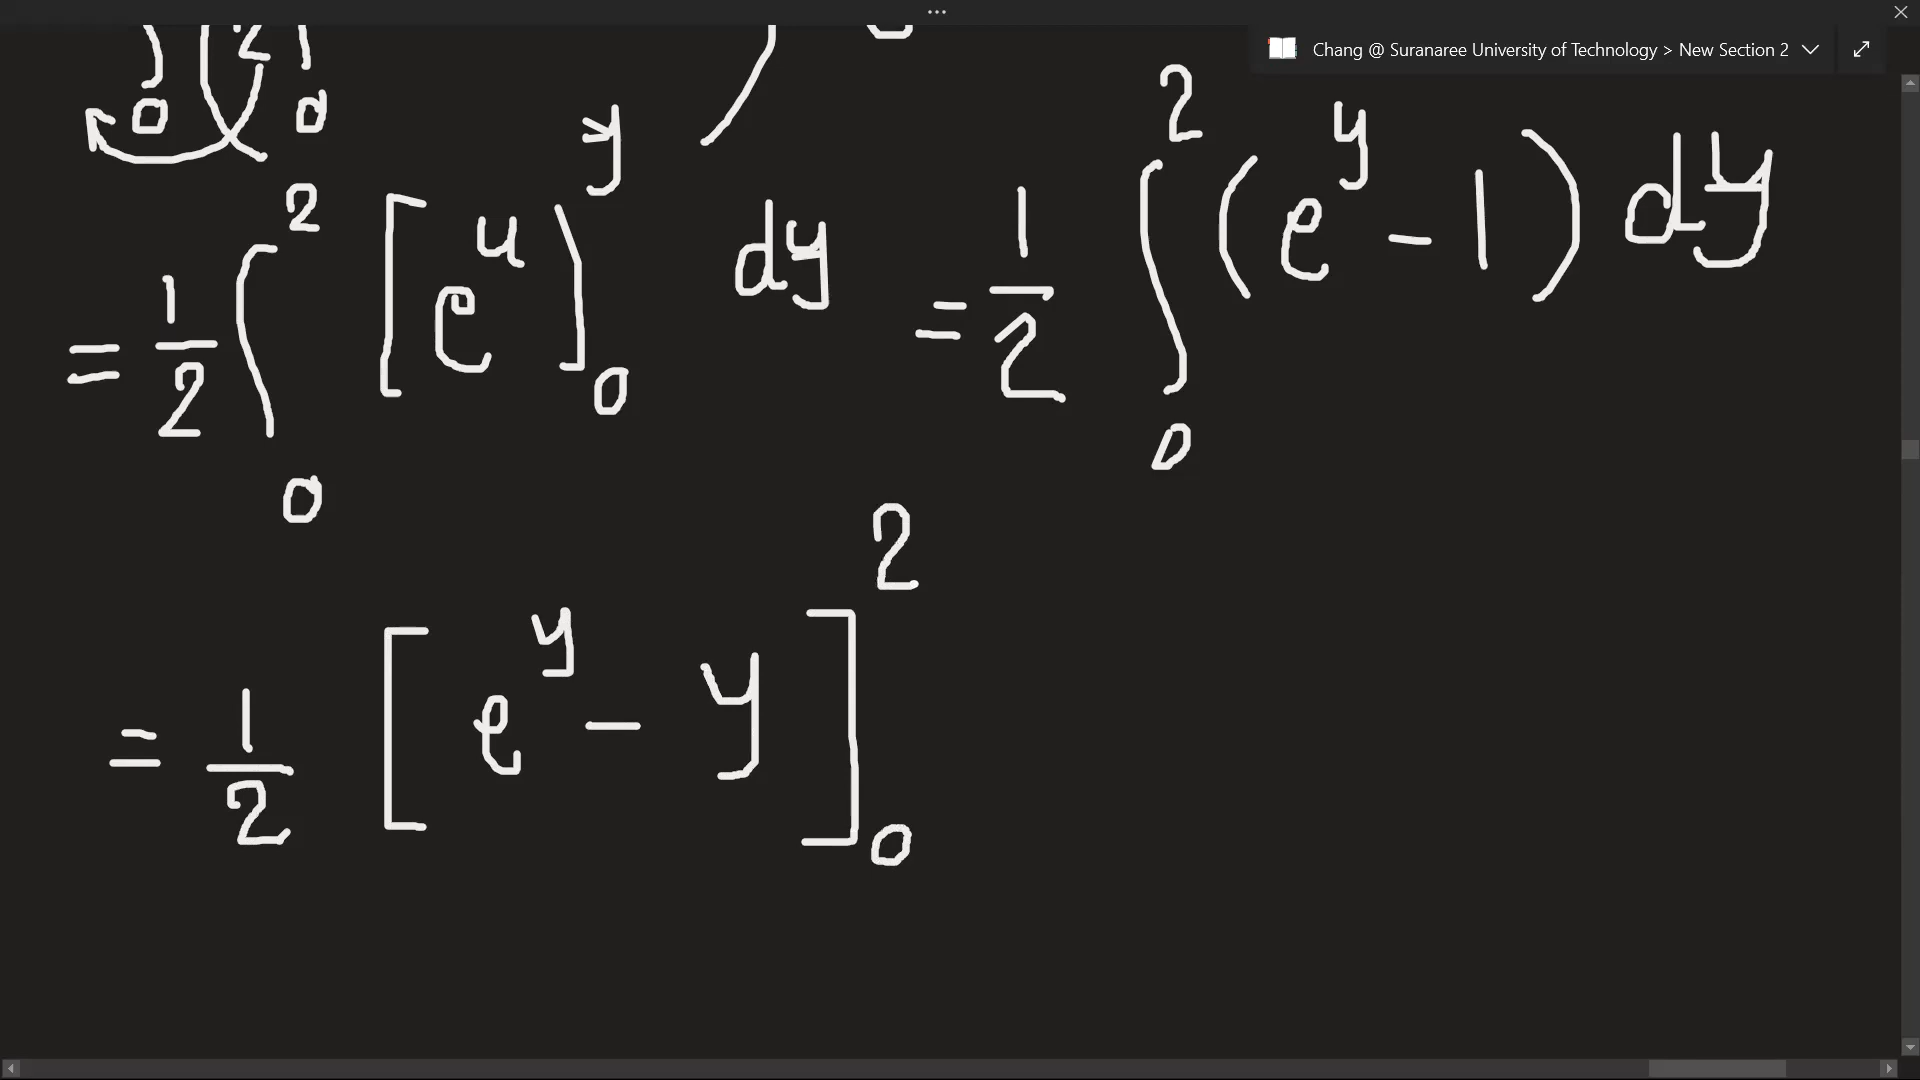 Chang @ Suranaree University of Technology > New Section 2
= 1/2 ∫₀² [e^u]₀^y dy = 1/2 ∫₀² (e^y - 1) dy
= 1/2 [e^y - y]₀²